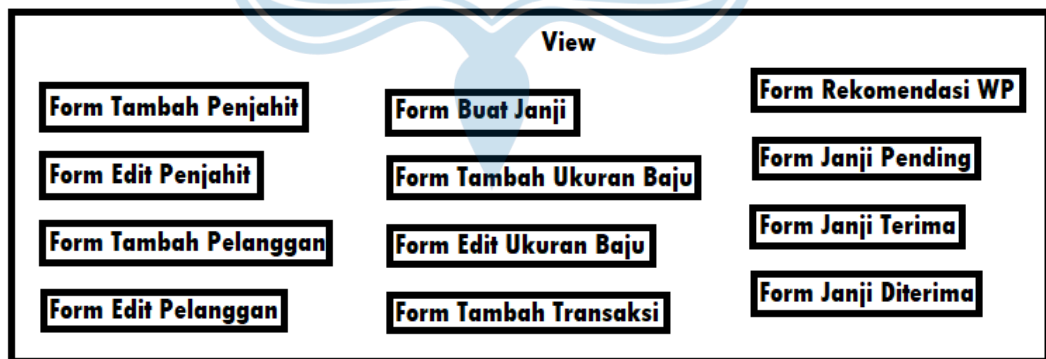 View
Form Tambah Penjahit
Form Edit Penjahit
Form Tambah Pelanggan
Form Edit Pelanggan
Form Buat Janji
Form Tambah Ukuran Baju
Form Edit Ukuran Baju
Form Tambah Transaksi
Form Rekomendasi WP
Form Janji Pending
Form Janji Terima
Form Janji Diterima